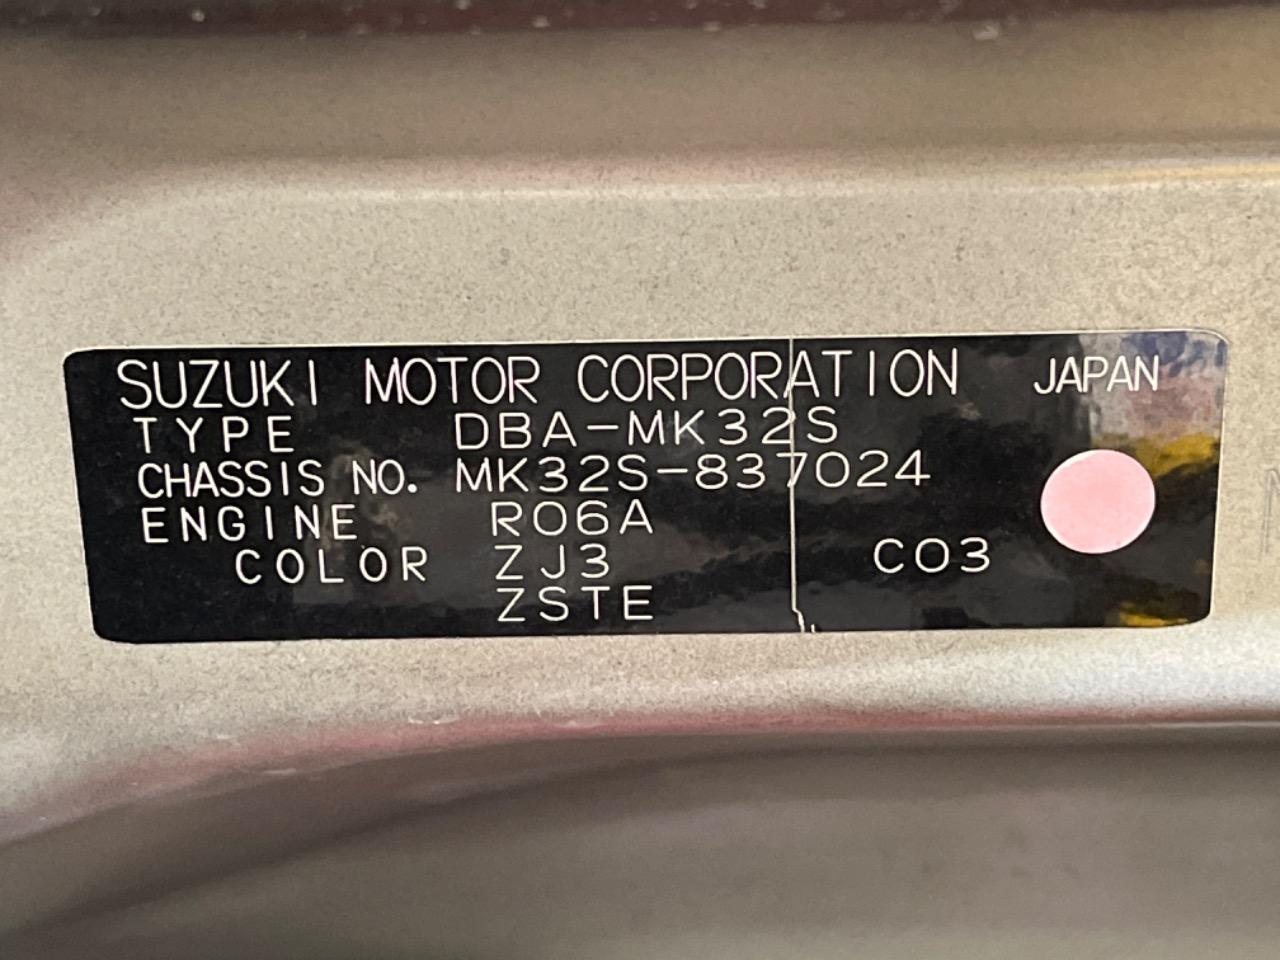 SUZUKI MOTOR CORPORATION JAPAN
TYPE DBA-MK32S
CHASSIS NO. MK32S-837024
ENGINE R06A
COLOR ZJ3 C03
ZSTE